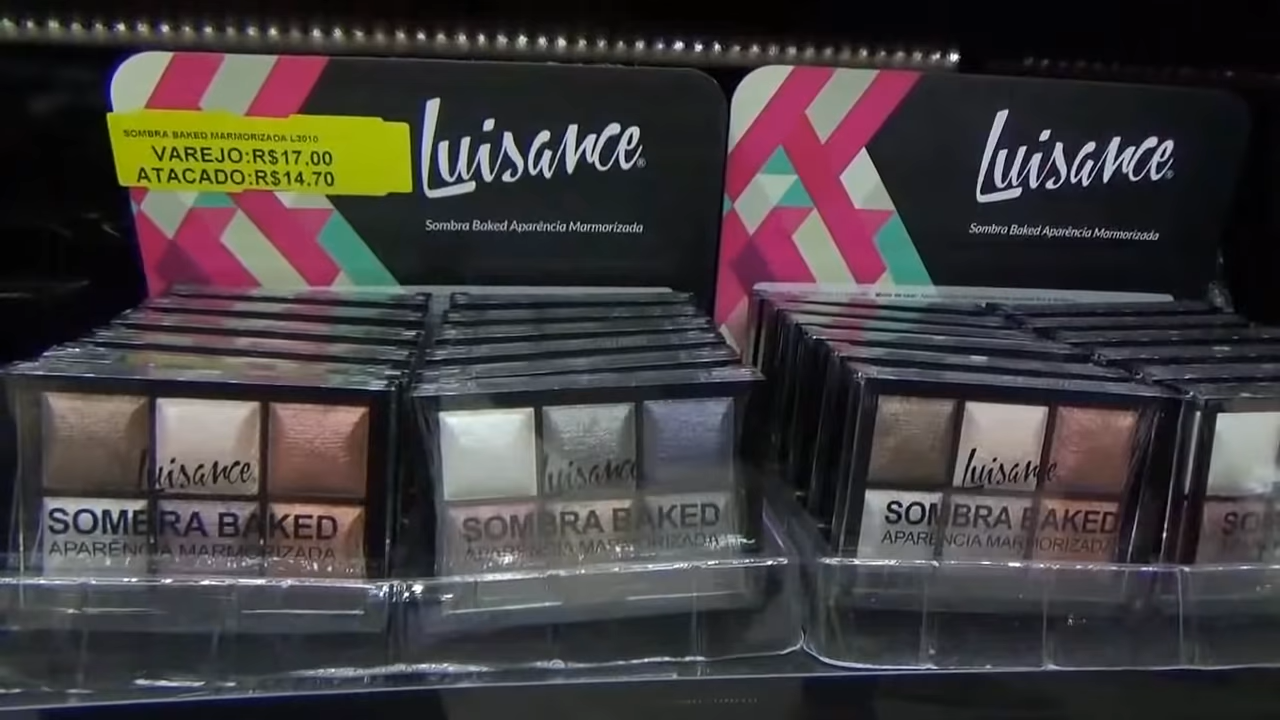 SOMBRA BAKED MARMORIZADA L3010
VAREJO:R$17,00
ATACADO:R$14.70
Luisance®
Sombra Baked Aparência Marmorizada
Luisance®
Sombra Baked Aparência Marmorizada
Luisance
SOMBRA BAKED
APARÊNCIA MARMORIZADA
Luisance
SOMBRA BAKED
APARÊNCIA MARMORIZADA
Luisance
SOMBRA BAKED
APARÊNCIA MARMORIZADA
SO